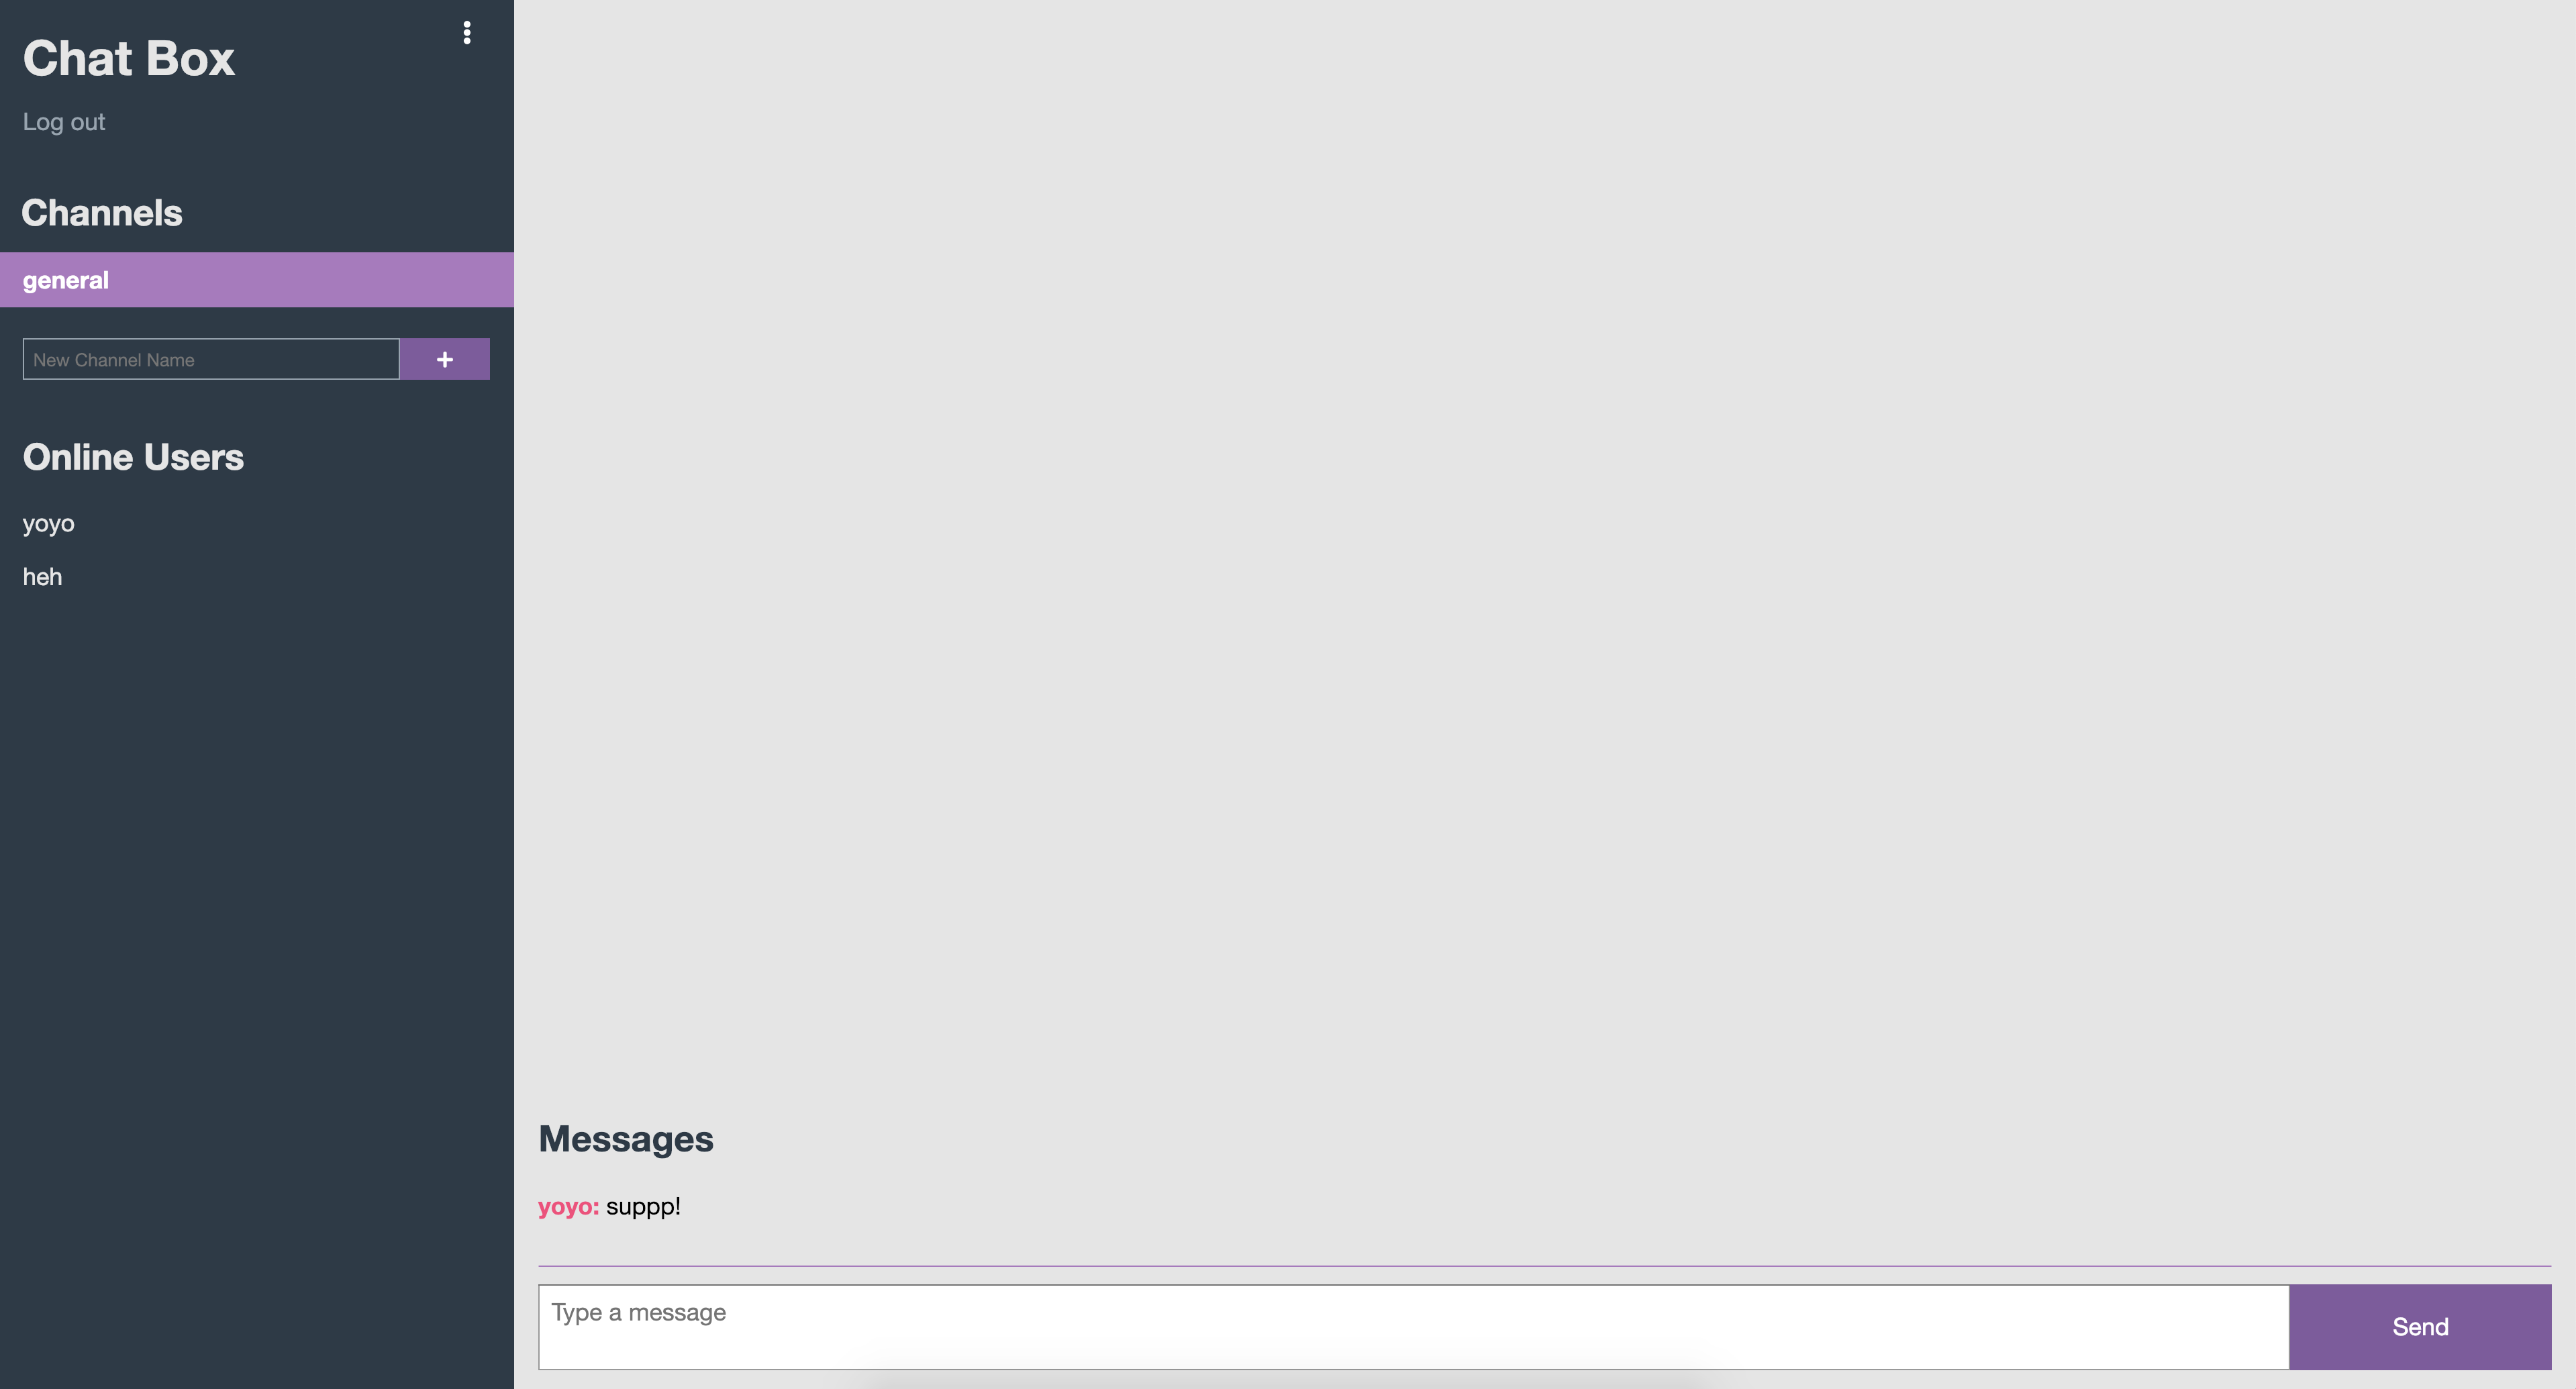 Chat Box
Log out
Channels
general
New Channel Name
+
Online Users
yoyo
heh
Messages
yoyo: suppp!
Type a message
Send